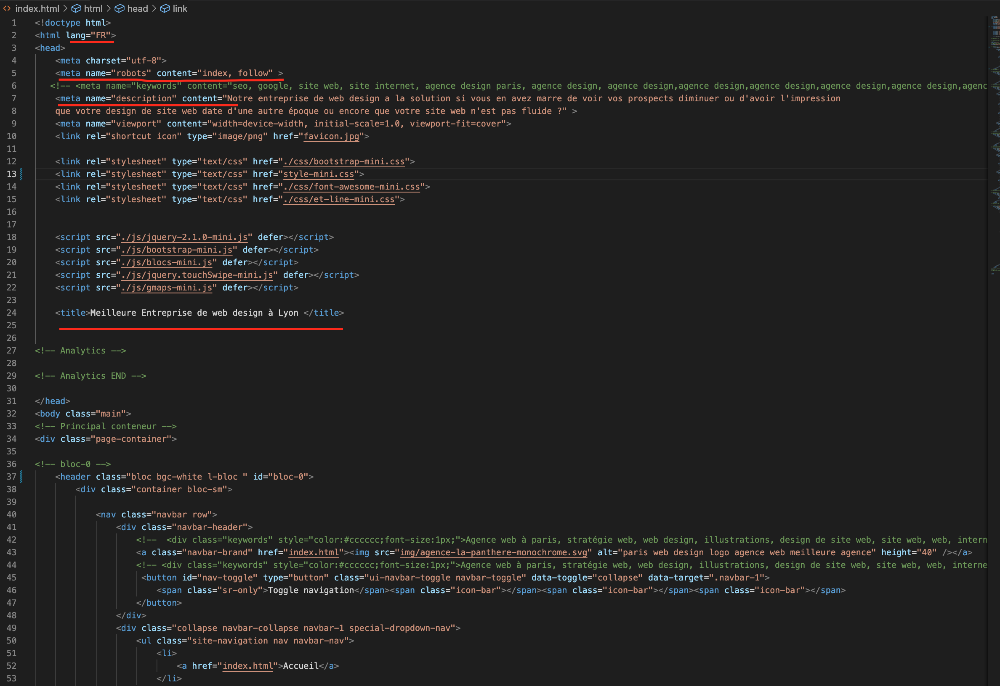 index.html > html > head > link
1 <!doctype html>
2 <html lang="FR">
3 <head>
4 <meta charset="utf-8">
5 <meta name="robots" content="index, follow" >
6 <!-- <meta name="keywords" content="seo, google, site web, site internet, agence design paris, agence design, agence design,agence design,agence design,agence design,agence design,agenc
7 <meta name="description" content="Notre entreprise de web design a la solution si vous en avez marre de voir vos prospects diminuer ou d'avoir l'impression
8 que votre design de site web date d'une autre époque ou encore que votre site web n'est pas fluide ?" >
9 <meta name="viewport" content="width=device-width, initial-scale=1.0, viewport-fit=cover">
10 <link rel="shortcut icon" type="image/png" href="favicon.jpg">
11
12 <link rel="stylesheet" type="text/css" href="./css/bootstrap-mini.css">
13 <link rel="stylesheet" type="text/css" href="style-mini.css">
14 <link rel="stylesheet" type="text/css" href="./css/font-awesome-mini.css">
15 <link rel="stylesheet" type="text/css" href="./css/et-line-mini.css">
16
17
18 <script src="./js/jquery-2.1.0-mini.js" defer></script>
19 <script src="./js/bootstrap-mini.js" defer></script>
20 <script src="./js/blocs-mini.js" defer></script>
21 <script src="./js/jquery.touchSwipe-mini.js" defer></script>
22 <script src="./js/gmaps-mini.js" defer></script>
23
24 <title>Meilleure Entreprise de web design à Lyon </title>
25
26
27 <!-- Analytics -->
28
29 <!-- Analytics END -->
30
31 </head>
32 <body class="main">
33 <!-- Principal conteneur -->
34 <div class="page-container">
35
36 <!-- bloc-0 -->
37 <header class="bloc bgc-white l-bloc " id="bloc-0">
38 <div class="container bloc-sm">
39
40 <nav class="navbar row">
41 <div class="navbar-header">
42 <!--  <div class="keywords" style="color:#cccccc;font-size:1px;">Agence web à paris, stratégie web, web design, illustrations, design de site web, site web, web, intern
43 <a class="navbar-brand" href="index.html"><img src="img/agence-la-panthere-monochrome.svg" alt="paris web design logo agence web meilleure agence" height="40" /></a>
44 <!-- <div class="keywords" style="color:#cccccc;font-size:1px;">Agence web à paris, stratégie web, web design, illustrations, design de site web, site web, web, interne
45 <button id="nav-toggle" type="button" class="ui-navbar-toggle navbar-toggle" data-toggle="collapse" data-target=".navbar-1">
46 <span class="sr-only">Toggle navigation</span><span class="icon-bar"></span><span class="icon-bar"></span><span class="icon-bar"></span>
47 </button>
48 </div>
49 <div class="collapse navbar-collapse navbar-1 special-dropdown-nav">
50 <ul class="site-navigation nav navbar-nav">
51 <li>
52 <a href="index.html">Accueil</a>
53 </li>